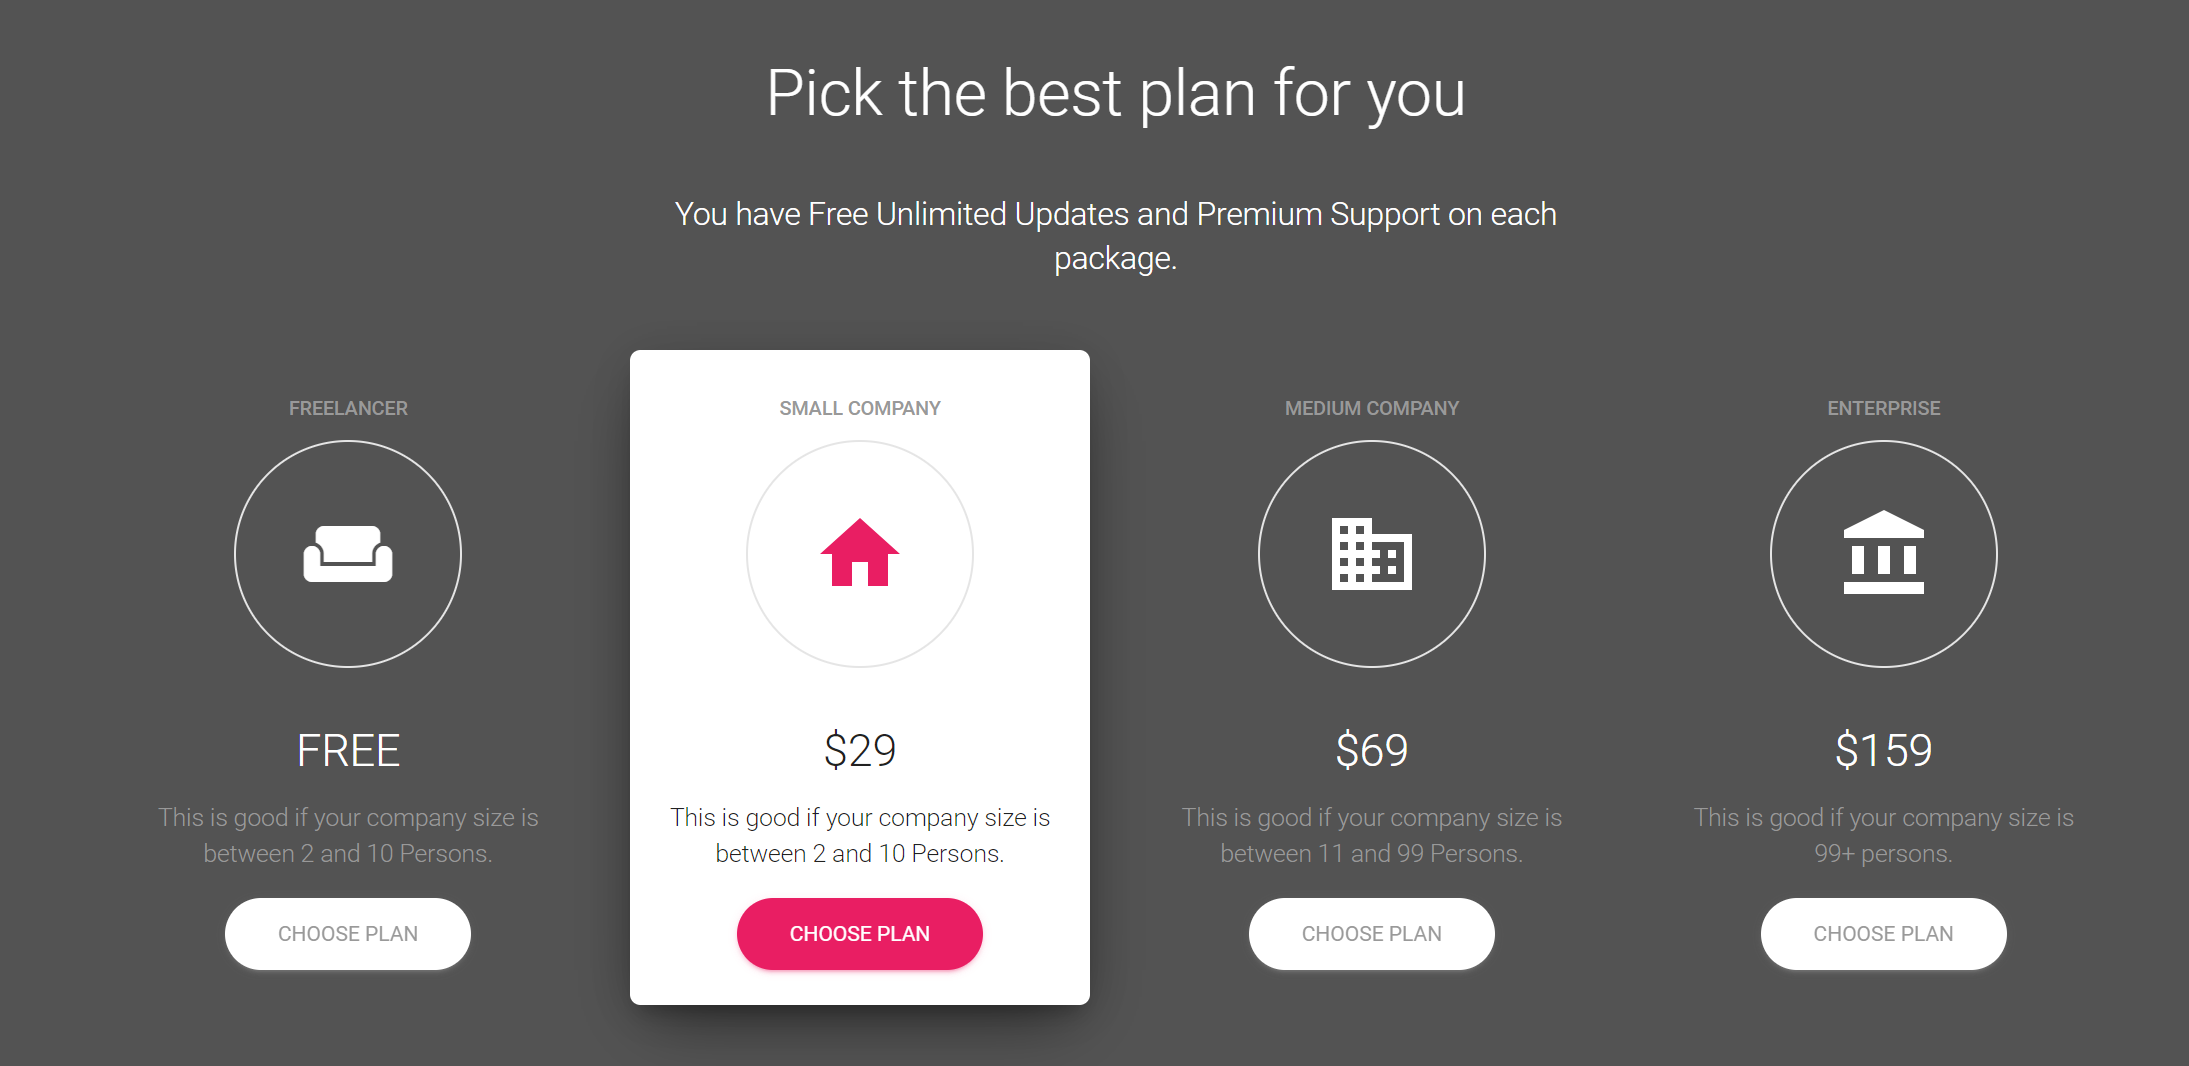 Pick the best plan for you
You have Free Unlimited Updates and Premium Support on each
package.
FREELANCER
FREE
This is good if your company size is
between 2 and 10 Persons.
CHOOSE PLAN
SMALL COMPANY
$29
This is good if your company size is
between 2 and 10 Persons.
CHOOSE PLAN
MEDIUM COMPANY
$69
This is good if your company size is
between 11 and 99 Persons.
CHOOSE PLAN
ENTERPRISE
$159
This is good if your company size is
99+ persons.
CHOOSE PLAN